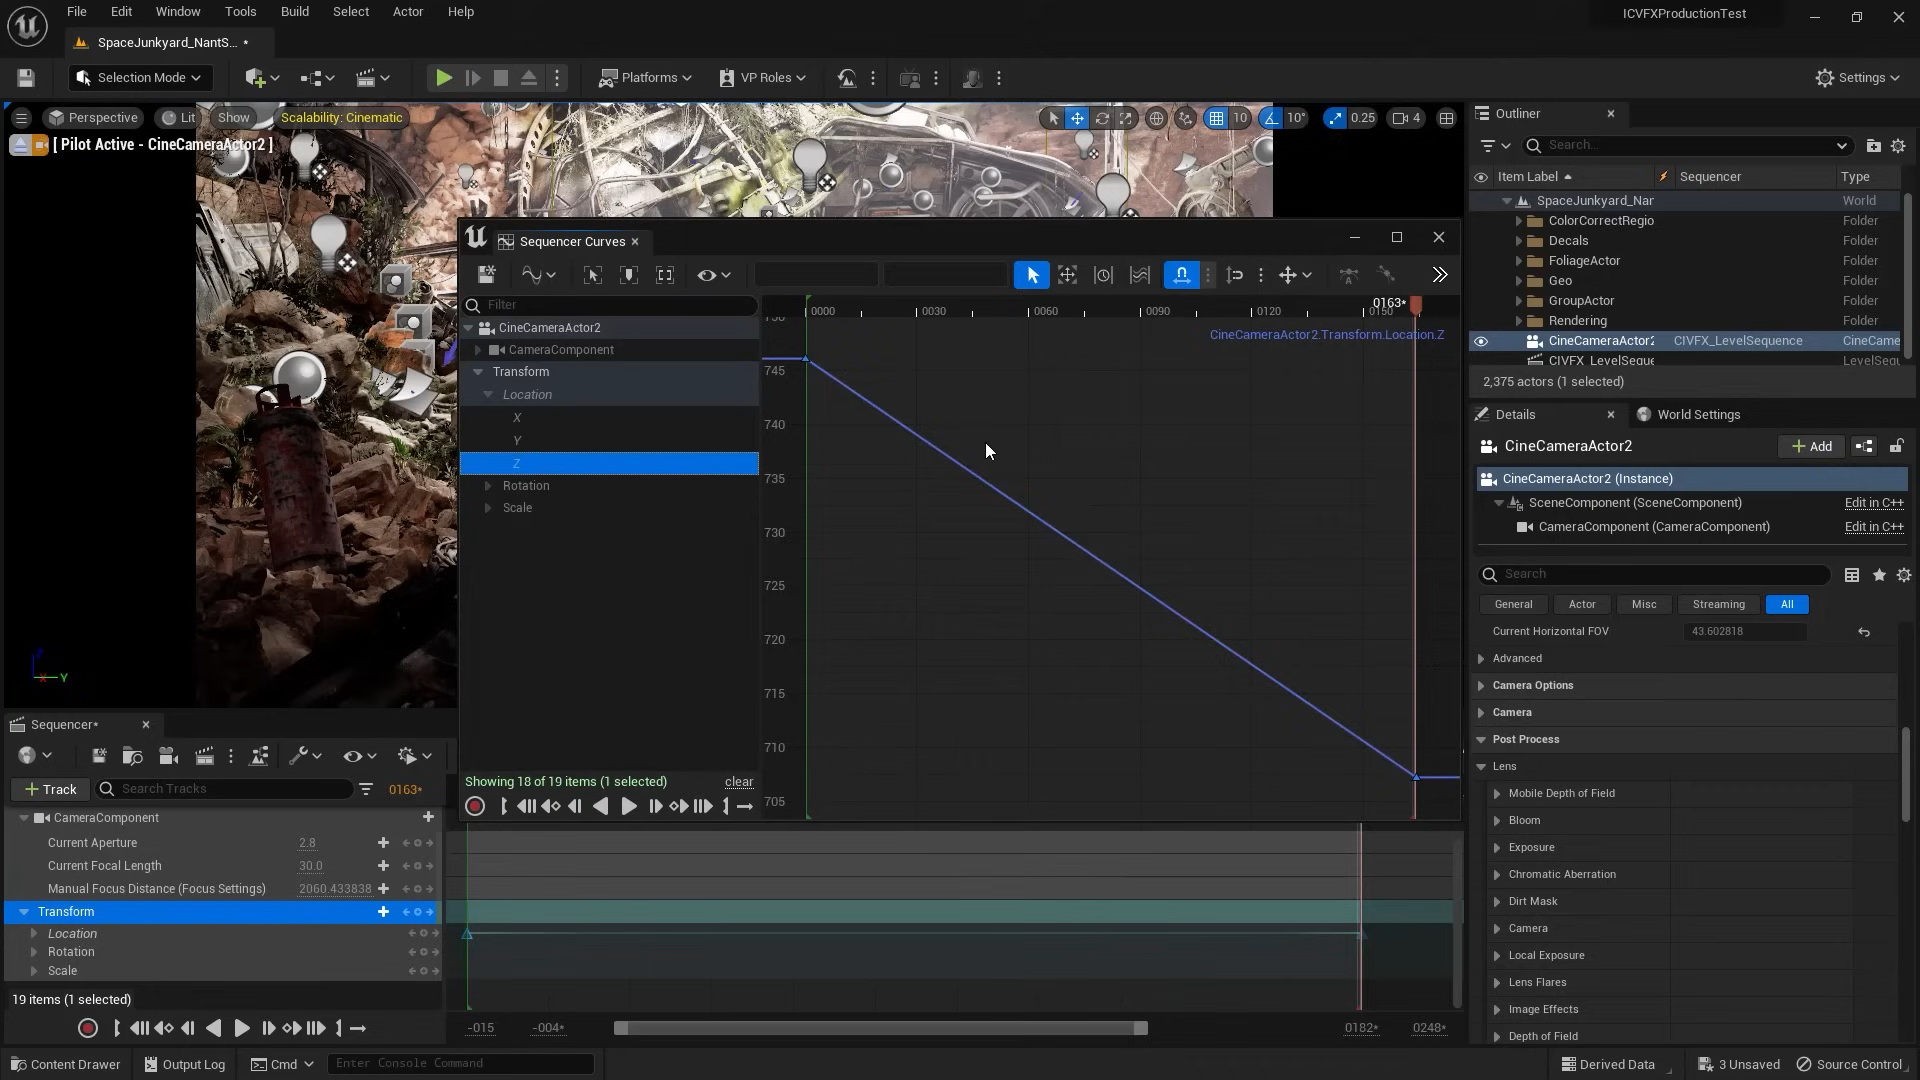 File Edit Window Tools Build Select Actor Help
ICVFXProductionTest
SpaceJunkyard_NantS... *
Selection Mode
Platforms
VP Roles
Settings
Perspective
Lit
Show
Scalability: Cinematic
10
10°
0.25
4
[ Pilot Active - CineCameraActor2 ]
Outliner
Search...
Item Label
Sequencer
Type
SpaceJunkyard_Nar World
ColorCorrectRegio Folder
Decals Folder
FoliageActor Folder
Geo Folder
GroupActor Folder
Rendering Folder
CineCameraActor2 CIVFX_LevelSequence CineCame
CIVFX_LevelSeque LevelSequ
2,375 actors (1 selected)
Sequencer Curves
Filter
CineCameraActor2
CameraComponent
Transform
Location
X
Y
Z
Rotation
Scale
Showing 18 of 19 items (1 selected)
clear
0000 0030 0060 0090 0120 0150
0163*
CineCameraActor2.Transform.Location.Z
745
740
735
730
725
720
715
710
705
Details
World Settings
CineCameraActor2
Add
CineCameraActor2 (Instance)
SceneComponent (SceneComponent) Edit in C++
CameraComponent (CameraComponent) Edit in C++
Search
General Actor Misc Streaming All
Current Horizontal FOV 43.602818
Advanced
Camera Options
Camera
Post Process
Lens
Mobile Depth of Field
Bloom
Exposure
Chromatic Aberration
Dirt Mask
Camera
Local Exposure
Lens Flares
Image Effects
Depth of Field
Z
X
Y
Sequencer*
Track
Search Tracks
0163*
CameraComponent
Current Aperture 2.8
Current Focal Length 30.0
Manual Focus Distance (Focus Settings) 2060.433838
Transform
Location
Rotation
Scale
19 items (1 selected)
-015 -004* 0182* 0248*
Content Drawer
Output Log
Cmd
Enter Console Command
Derived Data
3 Unsaved
Source Control